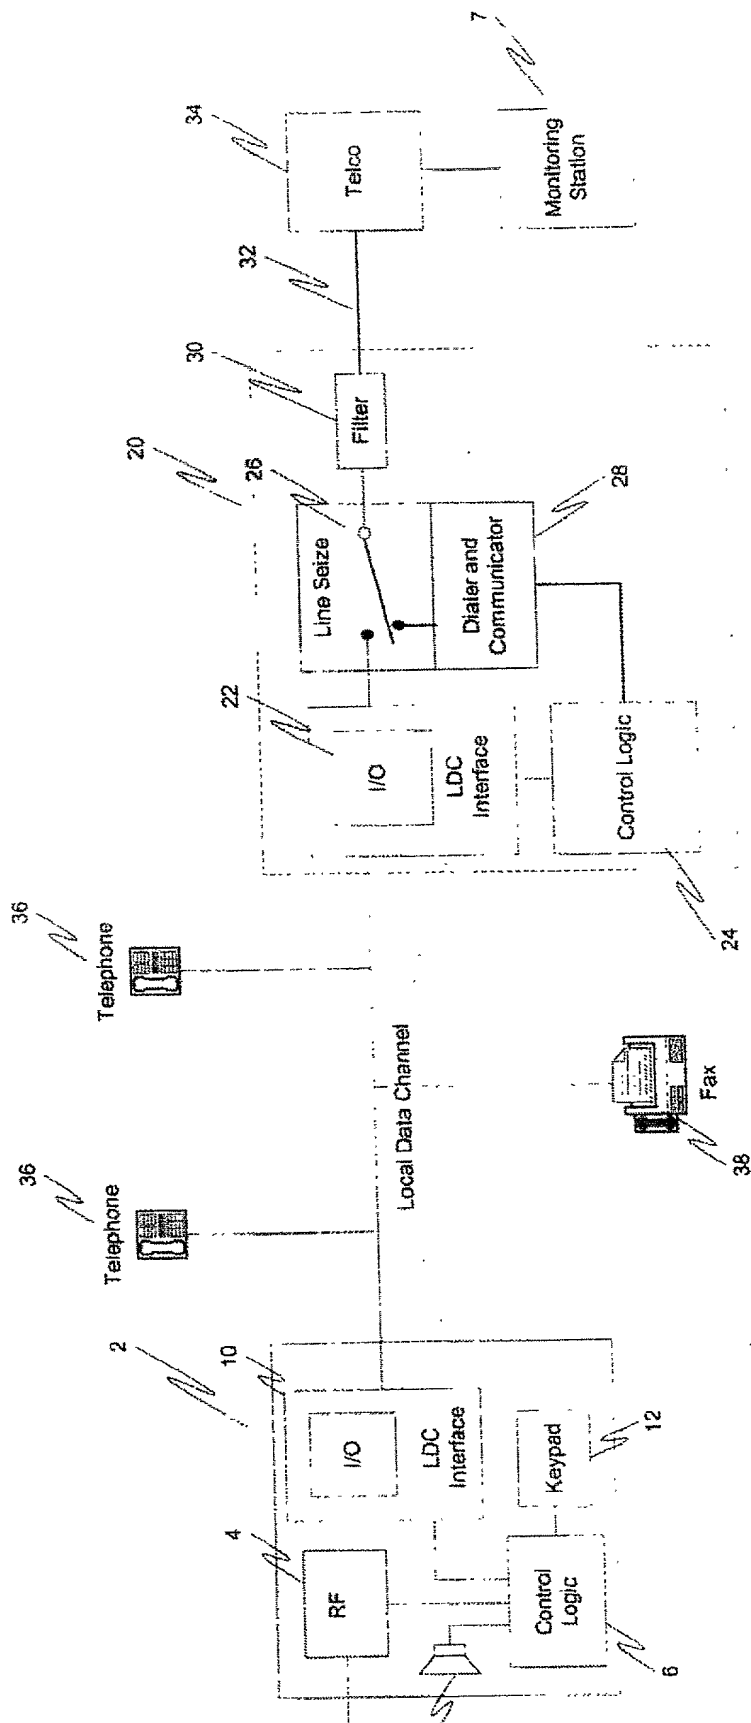 2
4
RF
10
I/O
LDC
Interface
Control
Logic
6
Keypad
12
36
Telephone
36
Telephone
Local Data Channel
Fax
38
20
22
I/O
LDC
Interface
Control Logic
24
Line Seize
26
Dialer and
Communicator
28
30
Filter
32
34
Telco
Monitoring
Station
7